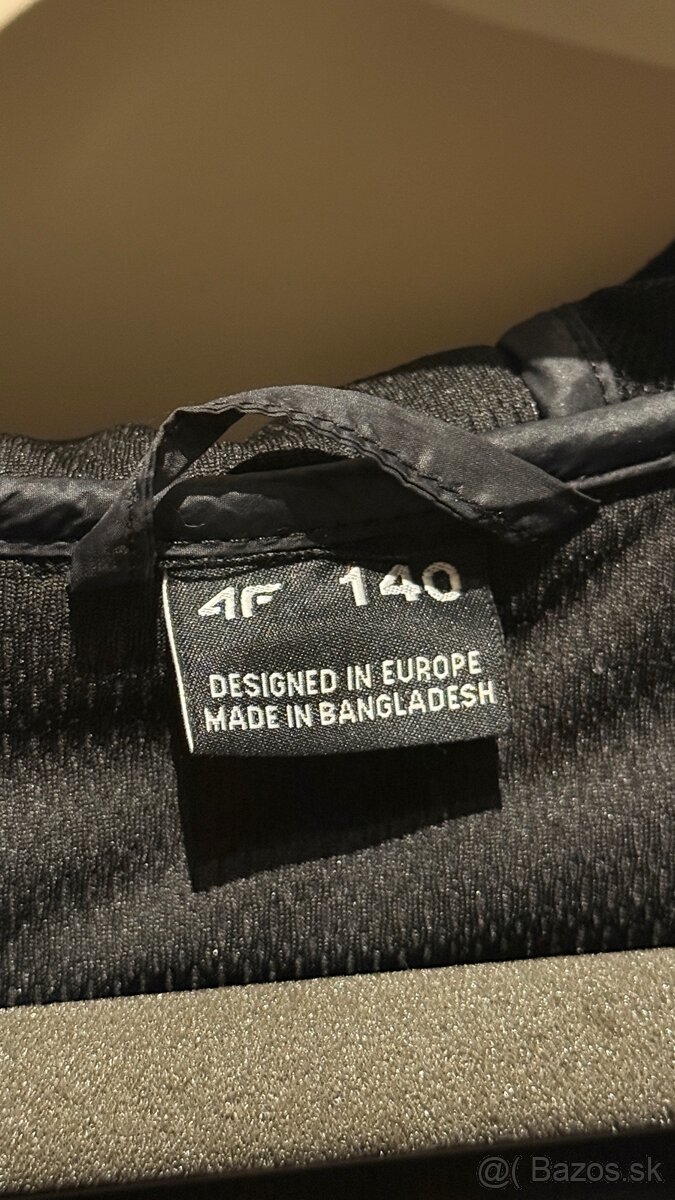 4F 140
DESIGNED IN EUROPE
MADE IN BANGLADESH
@( Bazos.sk